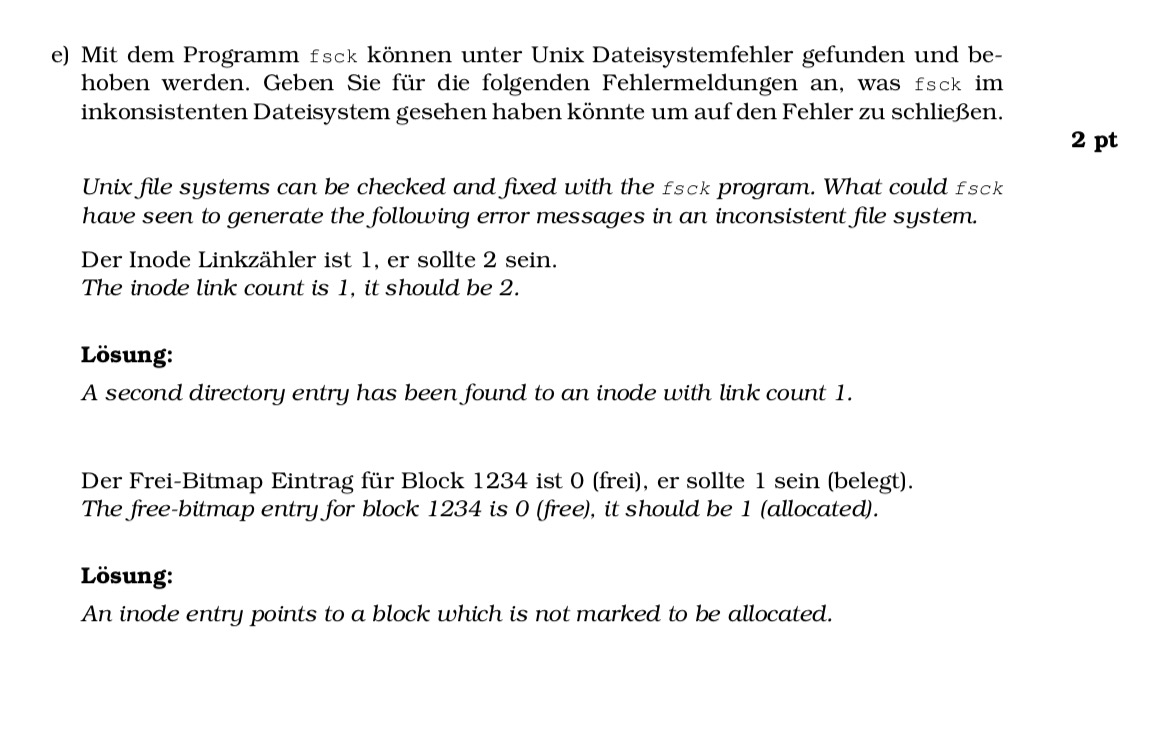 e) Mit dem Programm fsck können unter Unix Dateisystemfehler gefunden und be-
hoben werden. Geben Sie für die folgenden Fehlermeldungen an, was fsck im
inkonsistenten Dateisystem gesehen haben könnte um auf den Fehler zu schließen.
2 pt
Unix file systems can be checked and fixed with the fsck program. What could fsck
have seen to generate the following error messages in an inconsistent file system.
Der Inode Linkzähler ist 1, er sollte 2 sein.
The inode link count is 1, it should be 2.
Lösung:
A second directory entry has been found to an inode with link count 1.
Der Frei-Bitmap Eintrag für Block 1234 ist 0 (frei), er sollte 1 sein (belegt).
The free-bitmap entry for block 1234 is 0 (free), it should be 1 (allocated).
Lösung:
An inode entry points to a block which is not marked to be allocated.